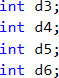 int d3;
int d4;
int d5;
int d6;